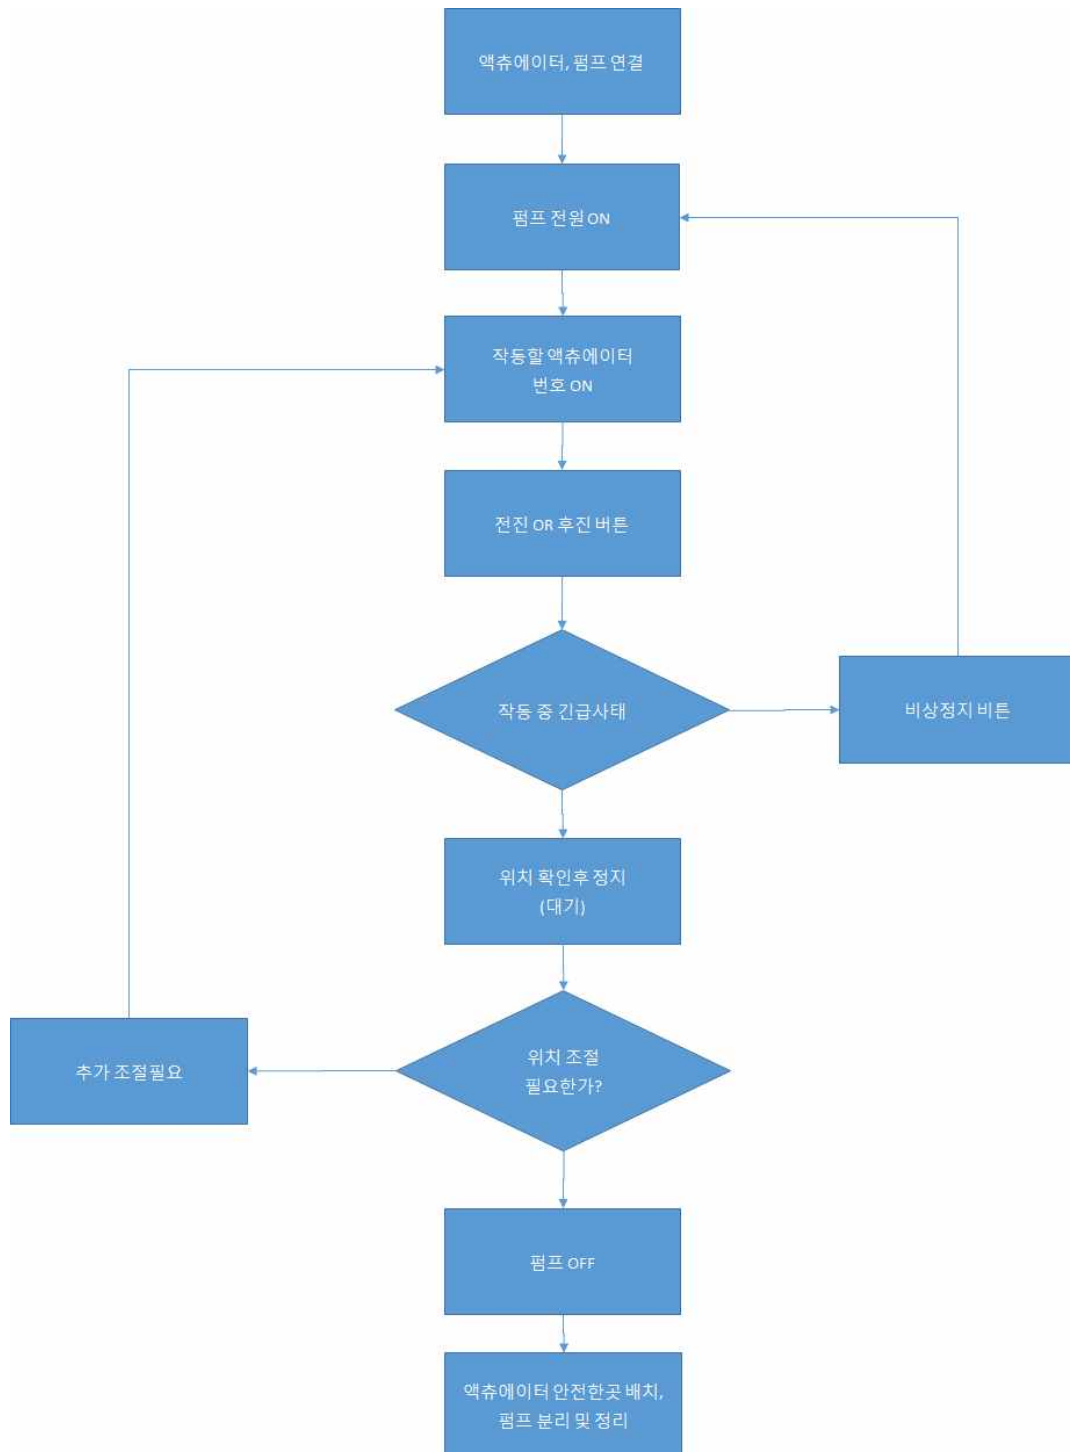 액츄에이터, 펌프 연결
펌프 전원 ON
작동할 액츄에이터
번호 ON
전진 OR 후진 버튼
작동 중 긴급사태
비상정지 비튼
위치 확인후 정지
(대기)
위치 조절
필요한가?
추가 조절필요
펌프 OFF
액츄에이터 안전한곳 배치,
펌프 분리 및 정리